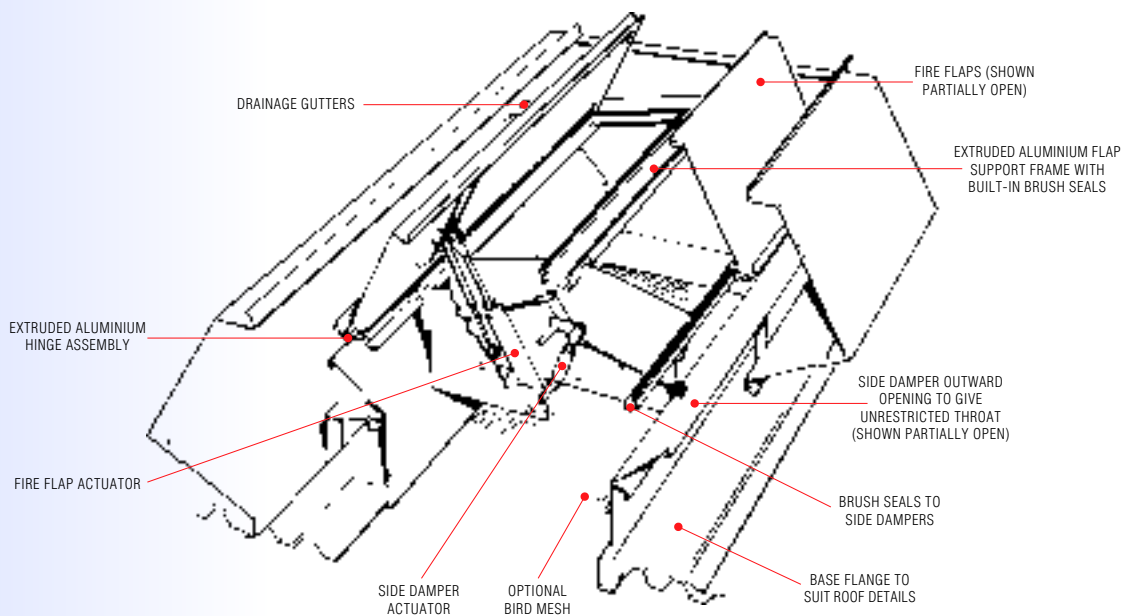 DRAINAGE GUTTERS
FIRE FLAPS (SHOWN
PARTIALLY OPEN)
EXTRUDED ALUMINIUM FLAP
SUPPORT FRAME WITH
BUILT-IN BRUSH SEALS
EXTRUDED ALUMINIUM
HINGE ASSEMBLY
SIDE DAMPER OUTWARD
OPENING TO GIVE
UNRESTRICTED THROAT
(SHOWN PARTIALLY OPEN)
FIRE FLAP ACTUATOR
BRUSH SEALS TO
SIDE DAMPERS
SIDE DAMPER
ACTUATOR
OPTIONAL
BIRD MESH
BASE FLANGE TO
SUIT ROOF DETAILS